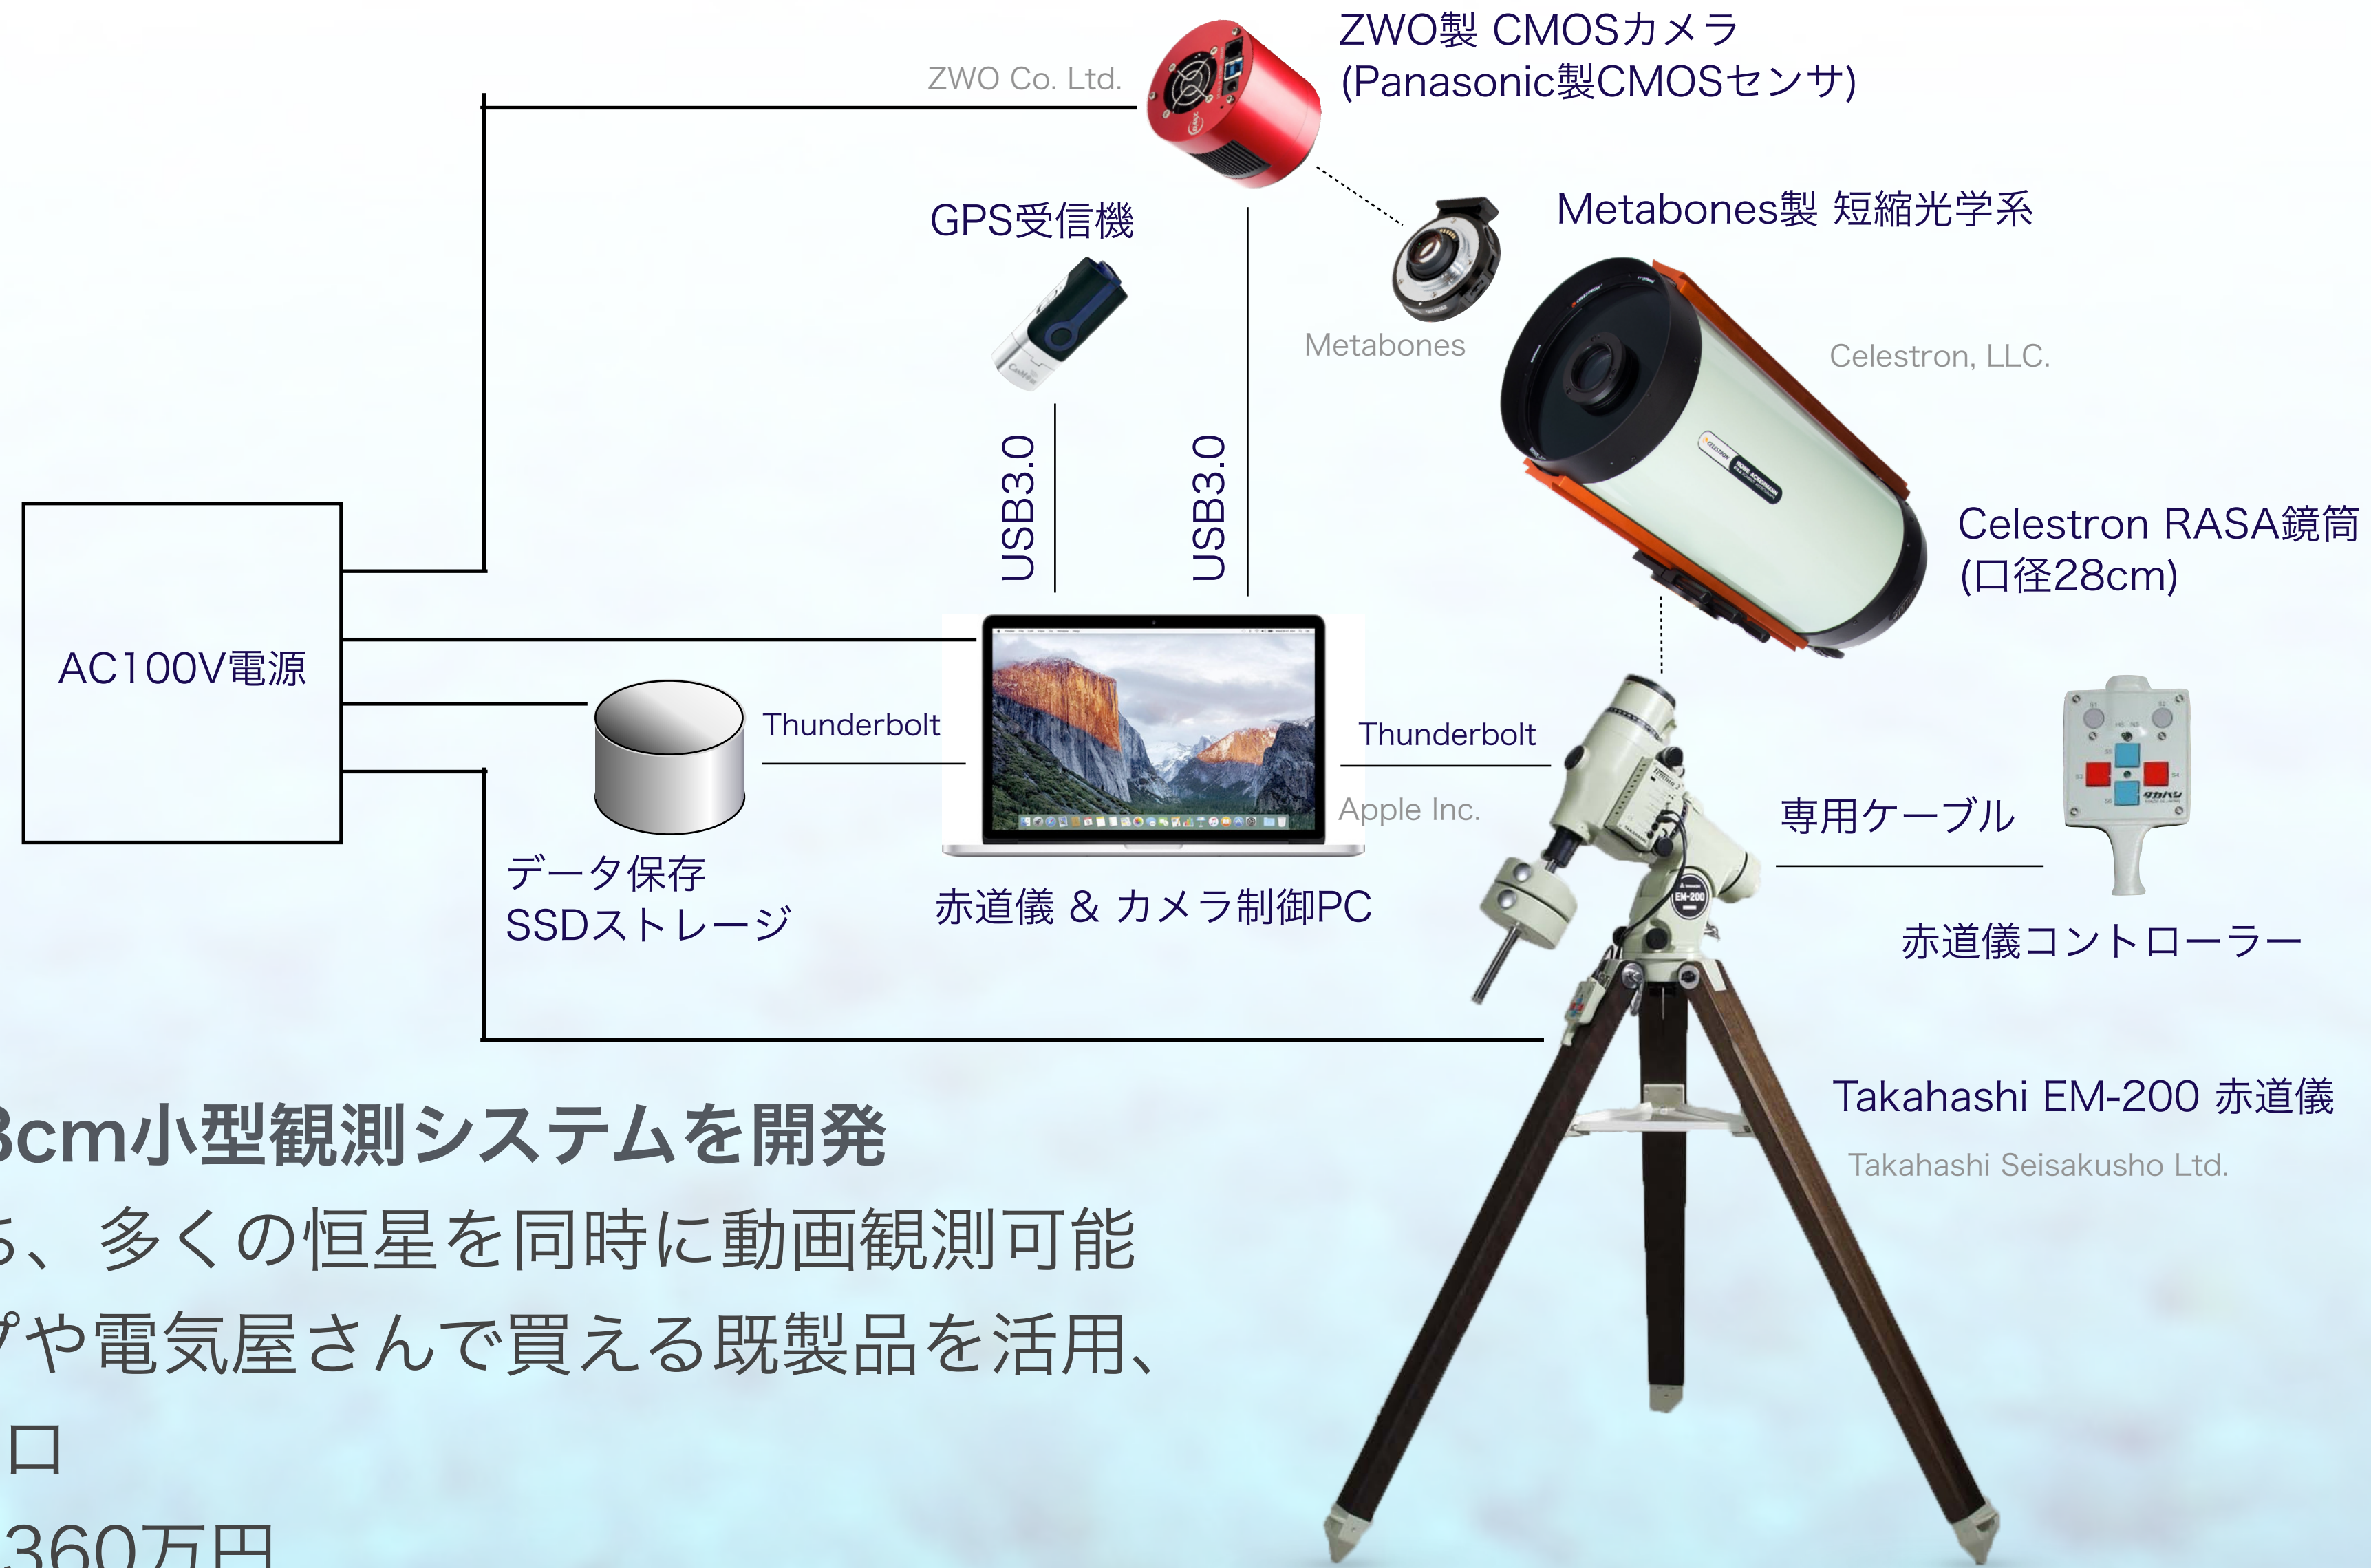 ZWO製 CMOSカメラ
(Panasonic製CMOSセンサ)
ZWO Co. Ltd.
GPS受信機
Metabones製 短縮光学系
Metabones
Celestron, LLC.
USB3.0
USB3.0
Celestron RASA鏡筒
(口径28cm)
AC100V電源
Thunderbolt
Thunderbolt
Apple Inc.
専用ケーブル
タカハシ
EM-200
データ保存
SSDストレージ
赤道儀 & カメラ制御PC
赤道儀コントローラー
Takahashi EM-200 赤道儀
Takahashi Seisakusho Ltd.
cm小型観測システムを開発
、多くの恒星を同時に動画観測可能
や電気屋さんで買える既製品を活用、
ロ
360万円